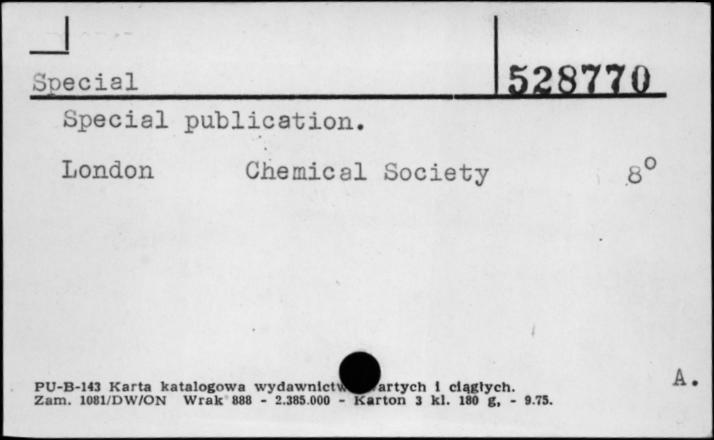 Special 528770
Special publication.
London Chemical Society 8°
A.
PU-B-143 Karta katalogowa wydawnictw artych i ciągłych.
Zam. 1081/DW/ON Wrak 888 - 2.385.000 - Karton 3 kl. 180 g, - 9.75.